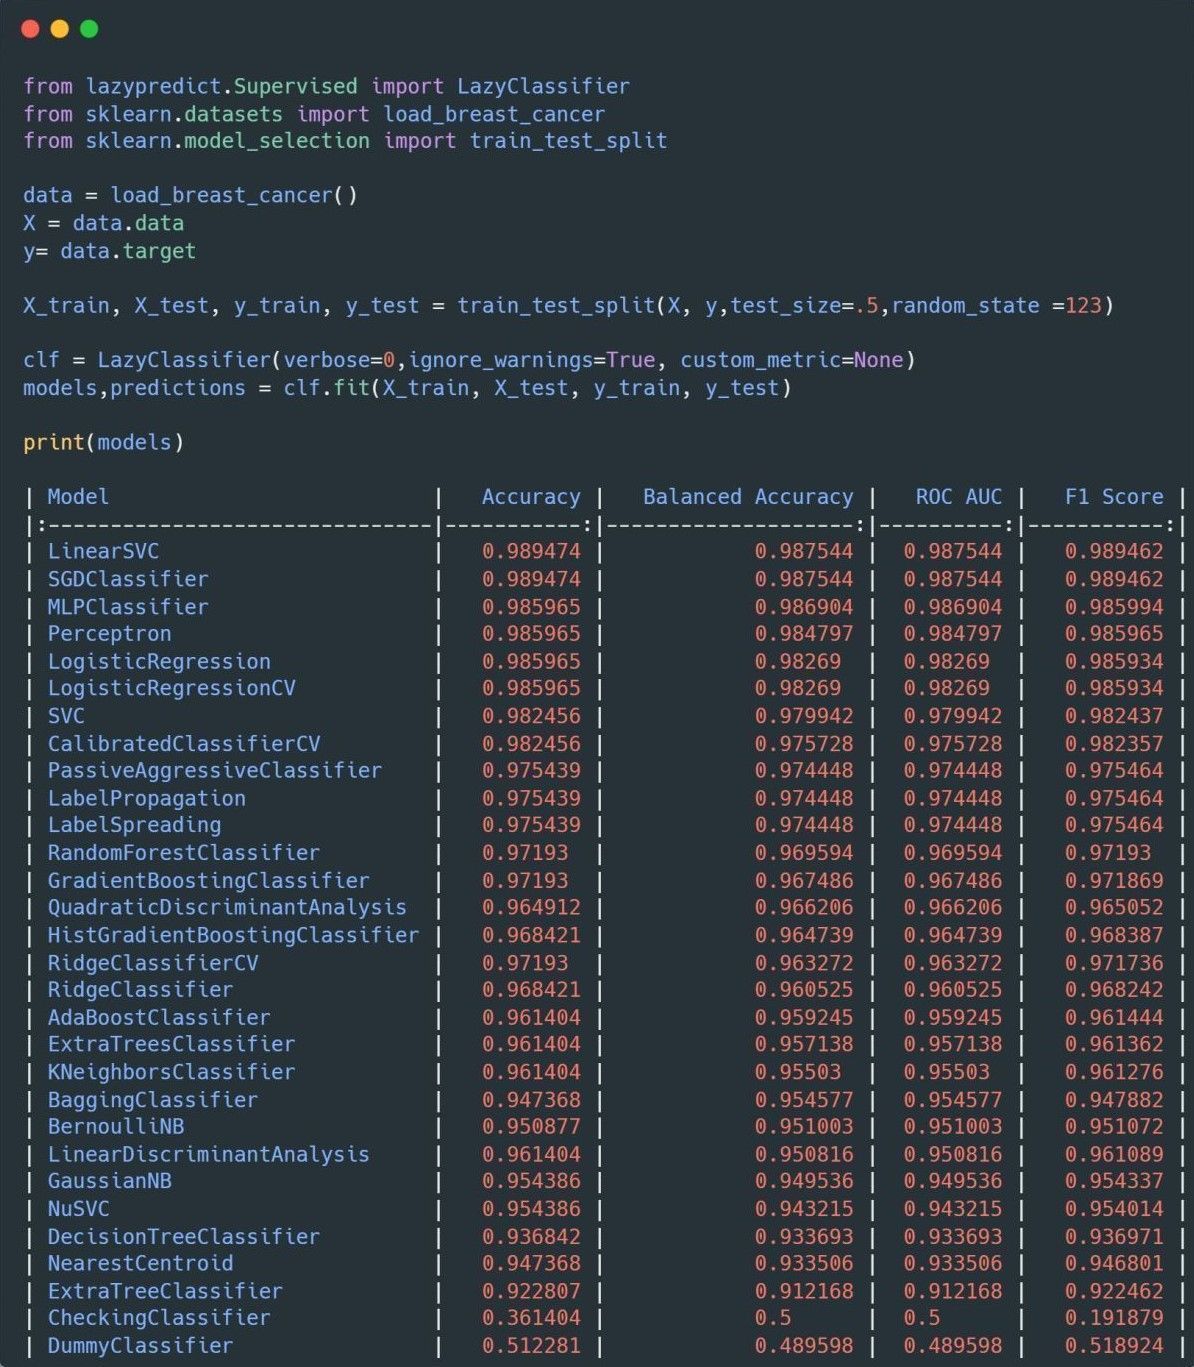 from lazypredict.Supervised import LazyClassifier
from sklearn.datasets import load_breast_cancer
from sklearn.model_selection import train_test_split
data = load_breast_cancer()
X = data.data
y= data.target
X_train, X_test, y_train, y_test = train_test_split(X, y,test_size=.5,random_state =123)
clf = LazyClassifier(verbose=0,ignore_warnings=True, custom_metric=None)
models,predictions = clf.fit(X_train, X_test, y_train, y_test)
print(models)
| Model                          |    Accuracy |   Balanced Accuracy |   ROC AUC |   F1 Score |
|:-------------------------------|-----------:|--------------------:|----------:|-----------:|
| LinearSVC                      |   0.989474 |            0.987544 |  0.987544 |   0.989462 |
| SGDClassifier                  |   0.989474 |            0.987544 |  0.987544 |   0.989462 |
| MLPClassifier                  |   0.985965 |            0.986904 |  0.986904 |   0.985994 |
| Perceptron                     |   0.985965 |            0.984797 |  0.984797 |   0.985965 |
| LogisticRegression             |   0.985965 |            0.98269  |  0.98269  |   0.985934 |
| LogisticRegressionCV           |   0.985965 |            0.98269  |  0.98269  |   0.985934 |
| SVC                            |   0.982456 |            0.979942 |  0.979942 |   0.982437 |
| CalibratedClassifierCV         |   0.982456 |            0.975728 |  0.975728 |   0.982357 |
| PassiveAggressiveClassifier    |   0.975439 |            0.974448 |  0.974448 |   0.975464 |
| LabelPropagation               |   0.975439 |            0.974448 |  0.974448 |   0.975464 |
| LabelSpreading                 |   0.975439 |            0.974448 |  0.974448 |   0.975464 |
| RandomForestClassifier         |   0.97193  |            0.969594 |  0.969594 |   0.97193  |
| GradientBoostingClassifier     |   0.97193  |            0.967486 |  0.967486 |   0.971869 |
| QuadraticDiscriminantAnalysis  |   0.964912 |            0.966206 |  0.966206 |   0.965052 |
| HistGradientBoostingClassifier |   0.968421 |            0.964739 |  0.964739 |   0.968387 |
| RidgeClassifierCV              |   0.97193  |            0.963272 |  0.963272 |   0.971736 |
| RidgeClassifier                |   0.968421 |            0.960525 |  0.960525 |   0.968242 |
| AdaBoostClassifier             |   0.961404 |            0.959245 |  0.959245 |   0.961444 |
| ExtraTreesClassifier           |   0.961404 |            0.957138 |  0.957138 |   0.961362 |
| KNeighborsClassifier           |   0.961404 |            0.95503  |  0.95503  |   0.961276 |
| BaggingClassifier              |   0.947368 |            0.954577 |  0.954577 |   0.947882 |
| BernoulliNB                    |   0.950877 |            0.951003 |  0.951003 |   0.951072 |
| LinearDiscriminantAnalysis     |   0.961404 |            0.950816 |  0.950816 |   0.961089 |
| GaussianNB                     |   0.954386 |            0.949536 |  0.949536 |   0.954337 |
| NuSVC                          |   0.954386 |            0.943215 |  0.943215 |   0.954014 |
| DecisionTreeClassifier         |   0.936842 |            0.933693 |  0.933693 |   0.936971 |
| NearestCentroid                |   0.947368 |            0.933506 |  0.933506 |   0.946801 |
| ExtraTreeClassifier            |   0.922807 |            0.912168 |  0.912168 |   0.922462 |
| CheckingClassifier             |   0.361404 |            0.5      |  0.5      |   0.191879 |
| DummyClassifier                |   0.512281 |            0.489598 |  0.489598 |   0.518924 |